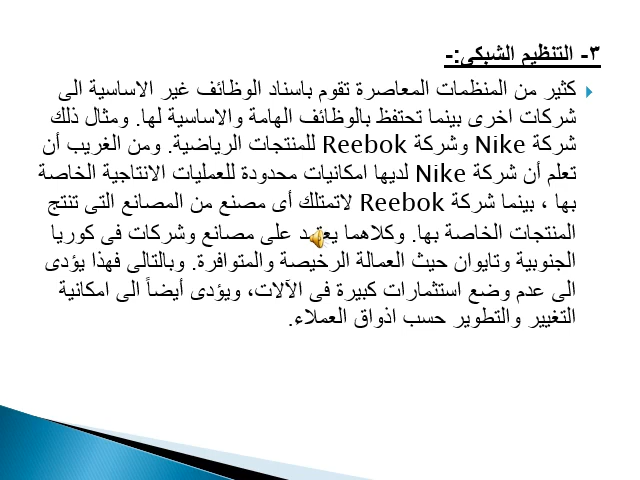 ٣- التنظيم الشبكى:-
كثير من المنظمات المعاصرة تقوم باسناد الوظائف غير الاساسية الى
شركات اخرى بينما تحتفظ بالوظائف الهامة والاساسية لها. ومثال ذلك
شركة Nike وشركة Reebok للمنتجات الرياضية. ومن الغريب أن
تعلم أن شركة Nike لديها امكانيات محدودة للعمليات الانتاجية الخاصة
بها ، بينما شركة Reebok لاتمتلك أى مصنع من المصانع التى تنتج
المنتجات الخاصة بها. وكلاهما على مصانع وشركات فى كوريا
الجنوبية وتايوان حيث العمالة الرخيصة والمتوافرة. وبالتالى فهذا يؤدى
الى عدم وضع استثمارات كبيرة فى الآلات، ويؤدى أيضاً الى امكانية
التغيير والتطوير حسب اذواق العملاء.